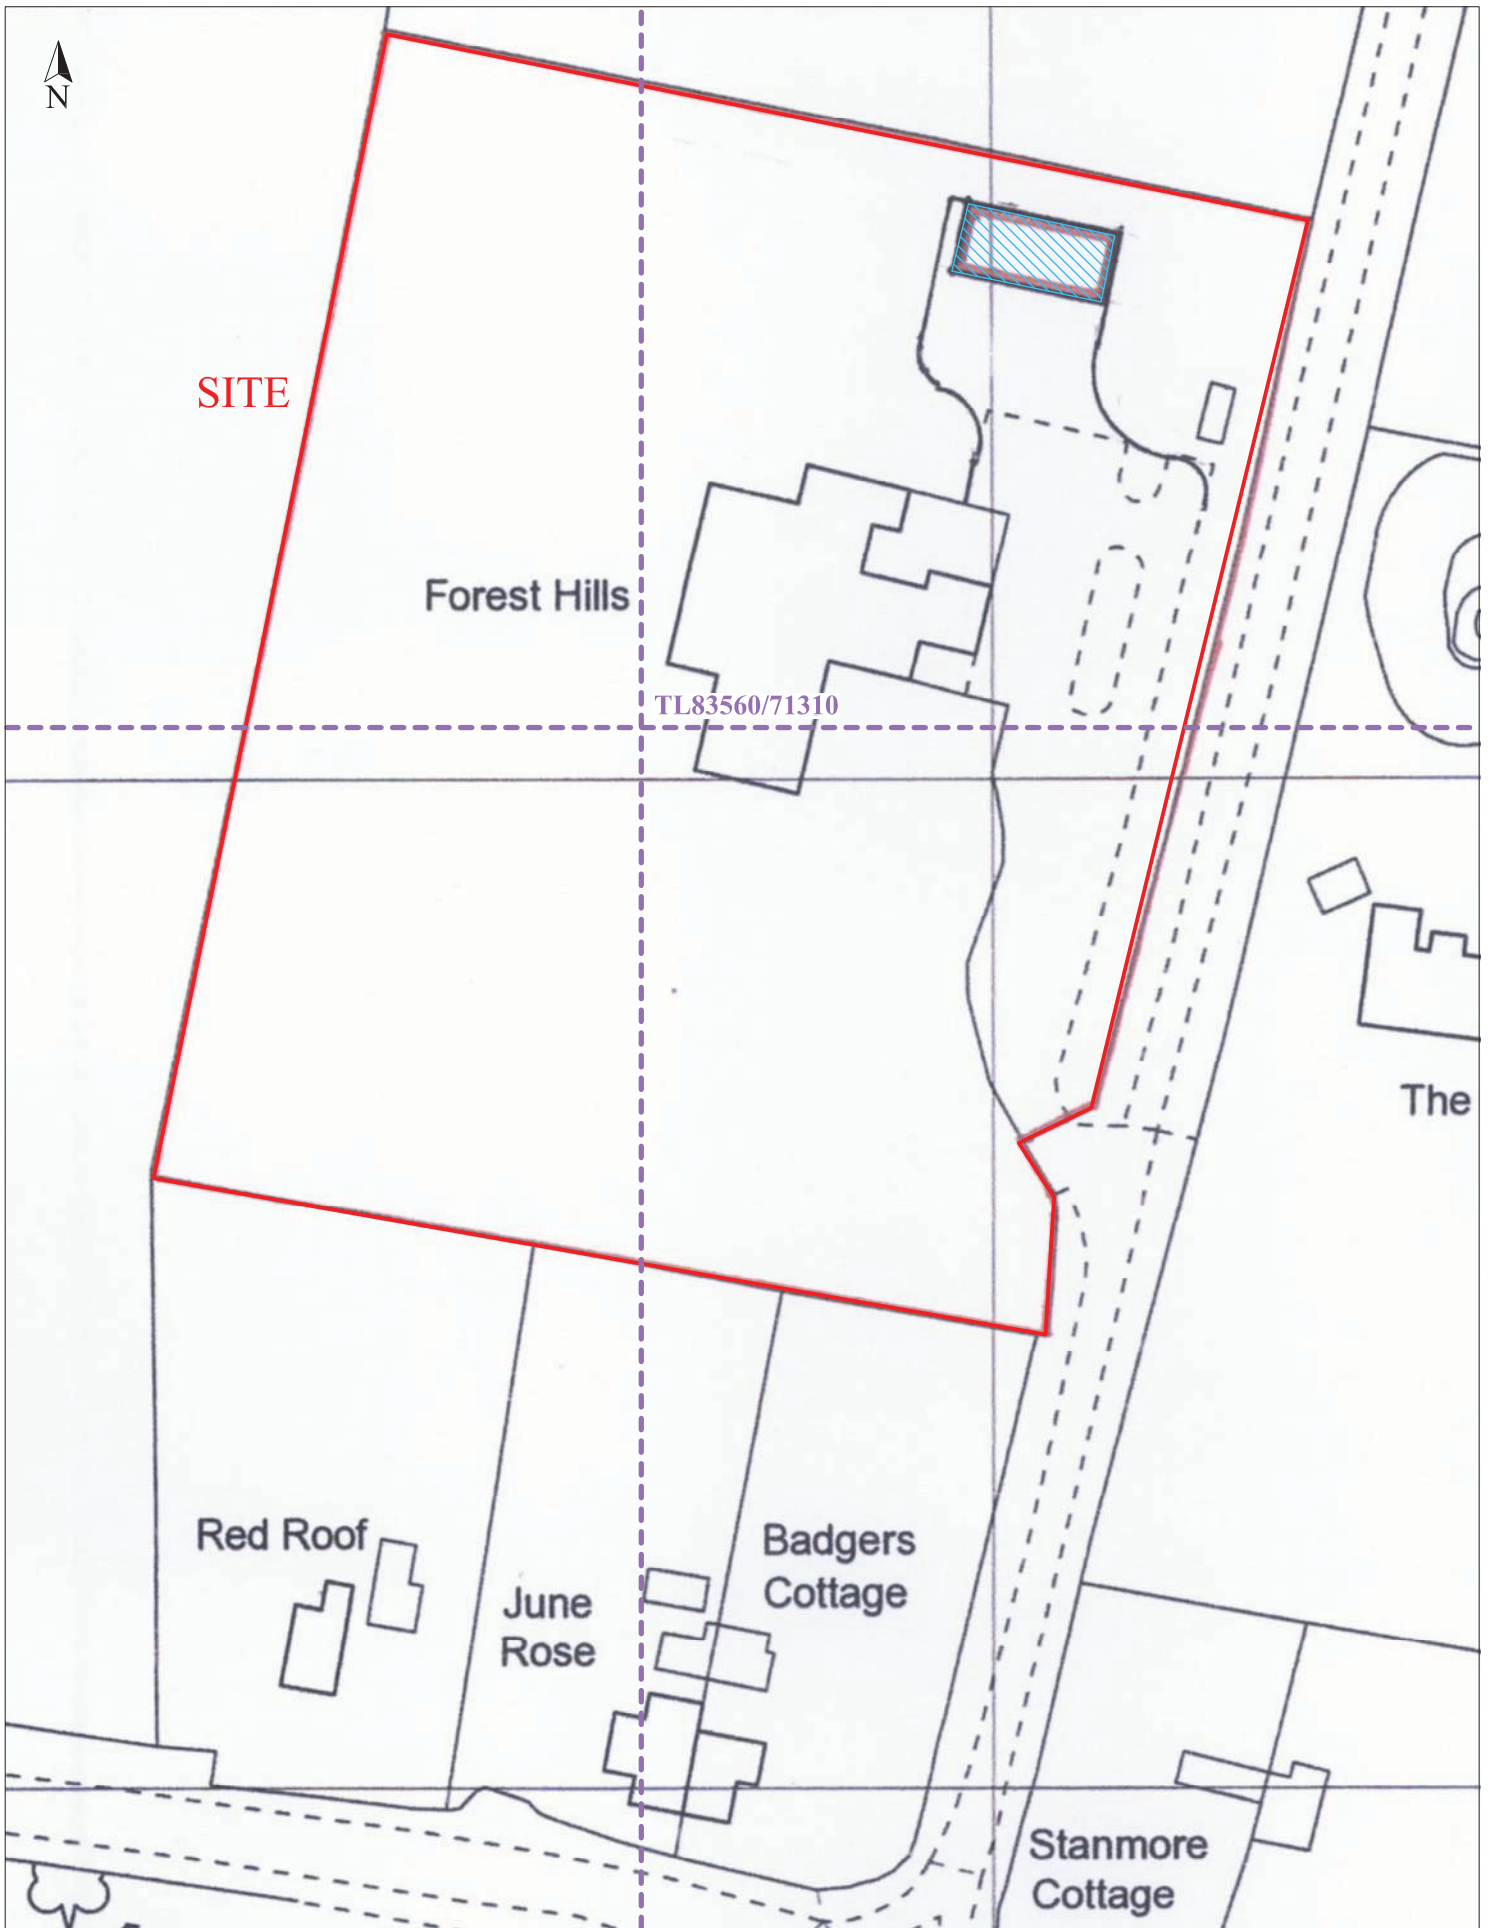 N
SITE
Forest Hills
TL83560/71310
The
Red Roof
June
Rose
Badgers
Cottage
Stanmore
Cottage